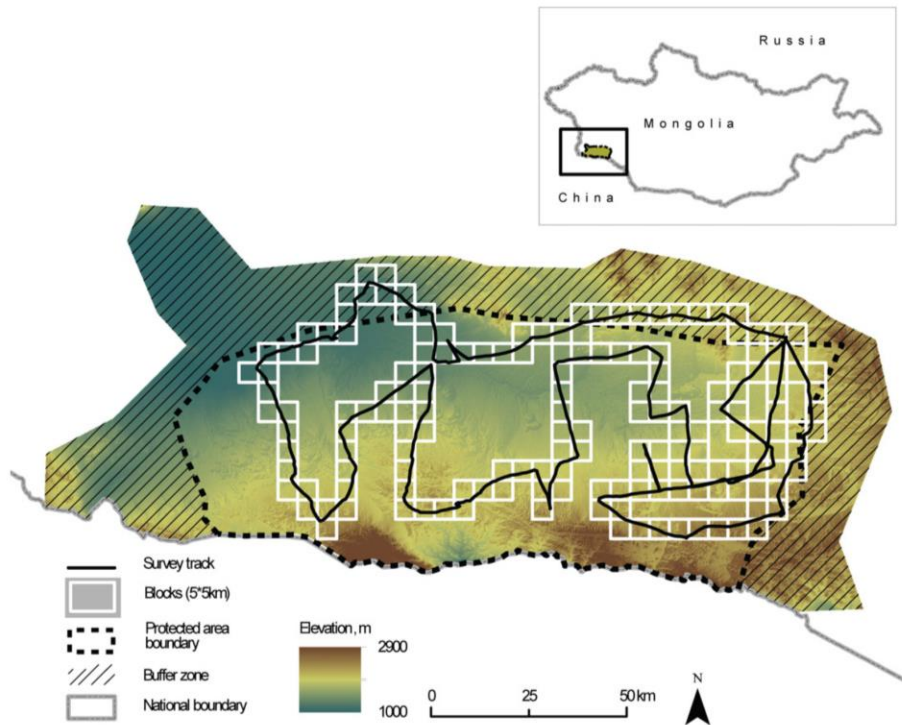 Russia
Mongolia
China
Survey track
Blocks (5*5km)
Protected area
boundary
Buffer zone
National boundary
Elevation, m
2900
1000
0 25 50 km
N